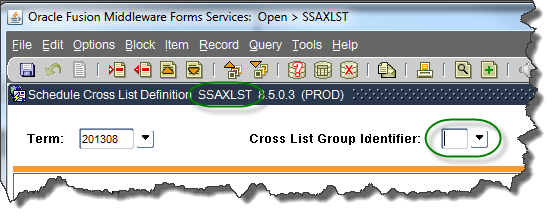 Oracle Fusion Middleware Forms Services: Open > SSAXLST
File Edit Options Block Item Record Query Tools Help
Schedule Cross List Definition SSAXLST 8.5.0.3 (PROD)
Term: 201308 Cross List Group Identifier: